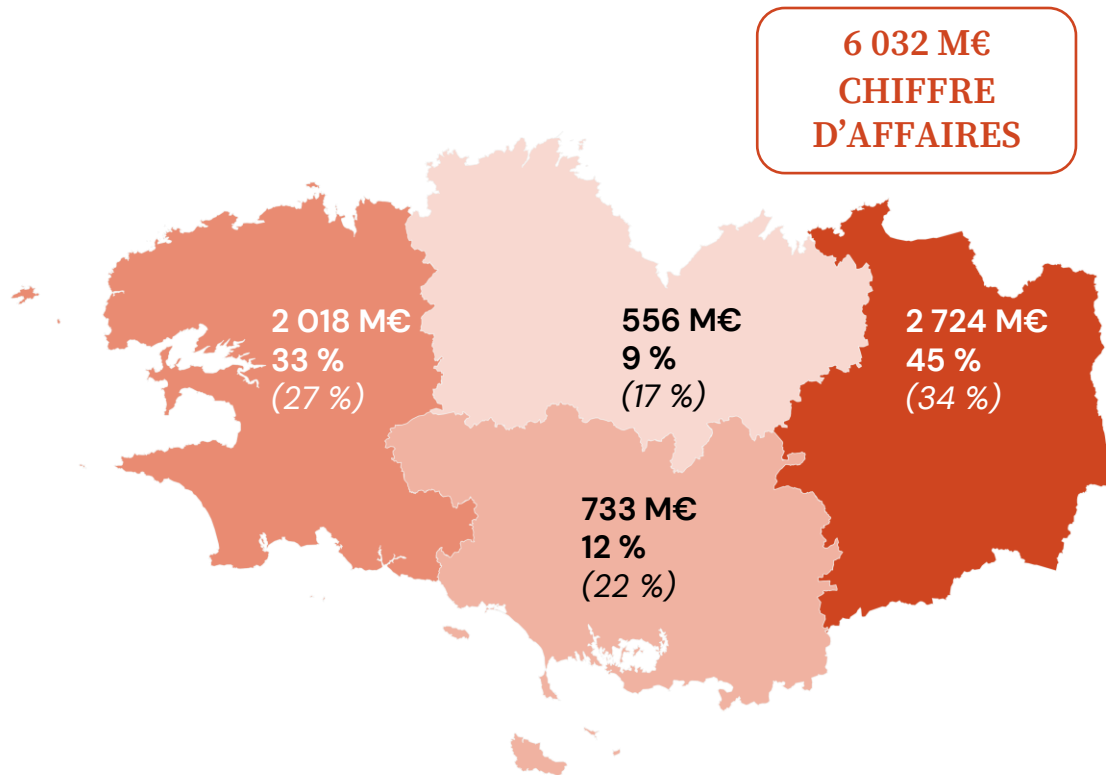 6 032 M€
CHIFFRE
D’AFFAIRES
2 018 M€
33 %
(27 %)
556 M€
9 %
(17 %)
2 724 M€
45 %
(34 %)
733 M€
12 %
(22 %)